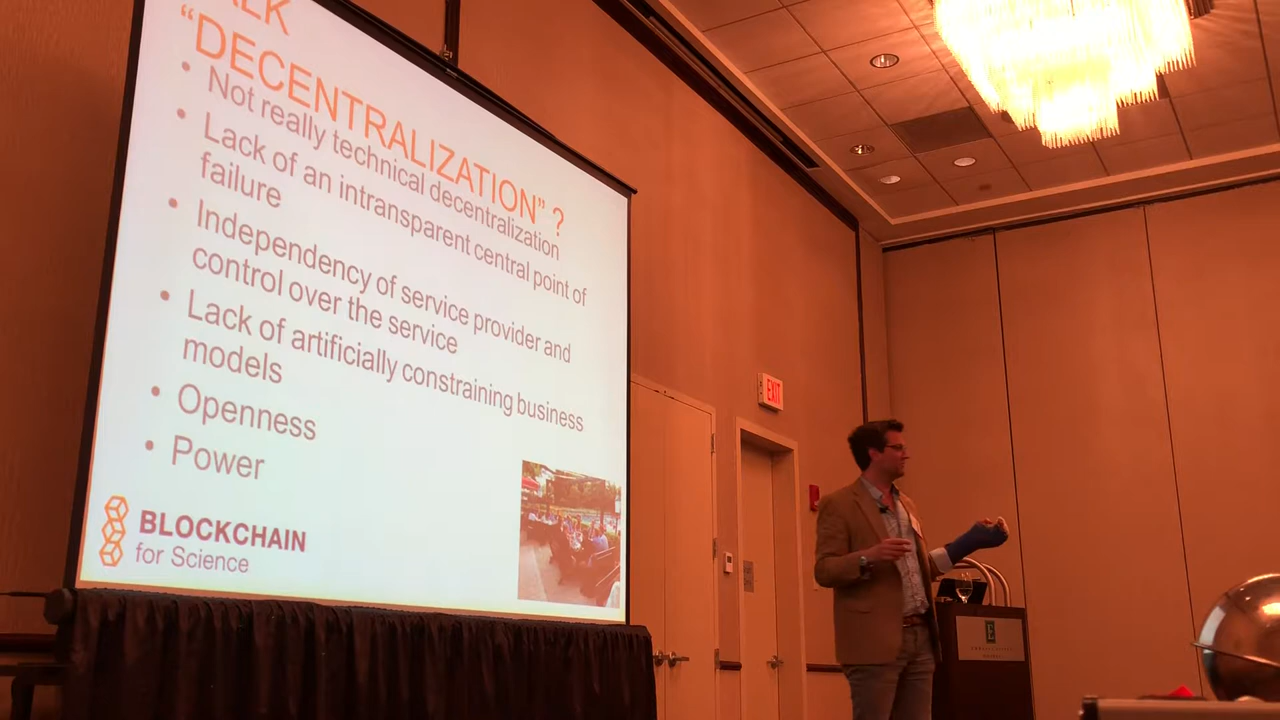 “DECENTRALIZATION” ?
• Not really technical decentralization
• Lack of an intransparent central point of
failure
• Independency of service provider and
control over the service
• Lack of artificially constraining business
models
• Openness
• Power
BLOCKCHAIN
for Science
EXIT
E